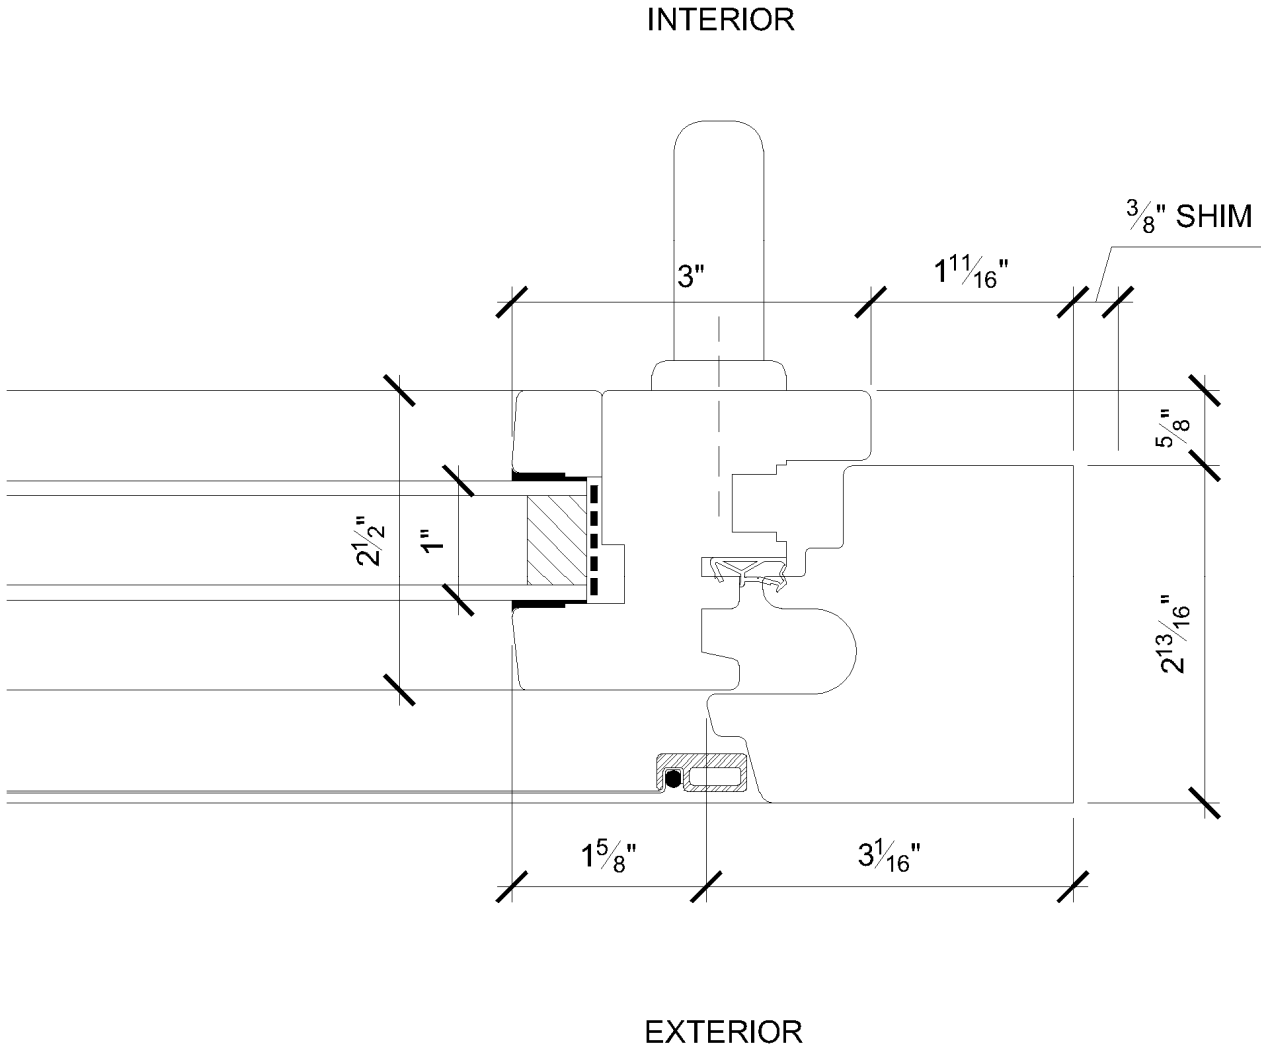 INTERIOR
3/8" SHIM
3"
1 11/16"
5/8"
2 1/2"
1"
2 13/16"
1 5/8"
3 1/16"
EXTERIOR